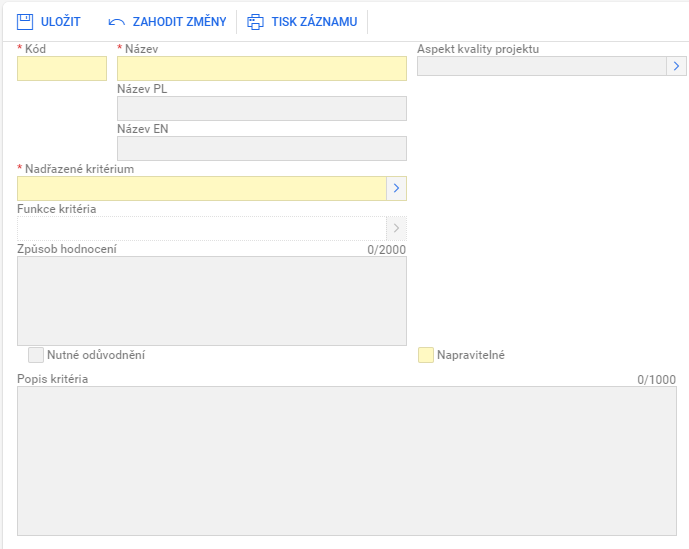 ULOŽIT ZAHODIT ZMĚNY TISK ZÁZNAMU
* Kód * Název Aspekt kvality projektu
Název PL
Název EN
* Nadřazené kritérium
Funkce kritéria
Způsob hodnocení 0/2000
Nutné odůvodnění Napravitelné
Popis kritéria 0/1000